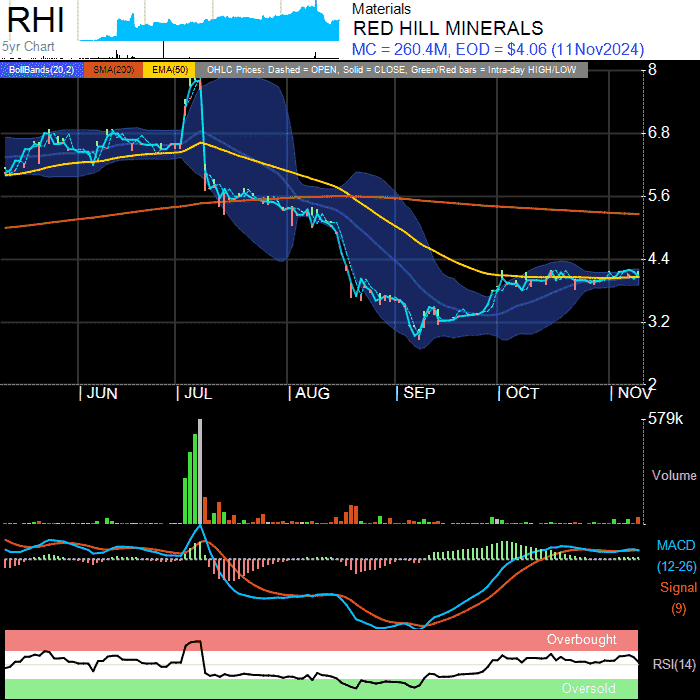 RHI
5yr Chart
Materials
RED HILL MINERALS
MC = 260.4M, EOD = $4.06 (11Nov2024)
BollBands(20,2) SMA(200) EMA(50) OHLC Prices: Dashed = OPEN, Solid = CLOSE, Green/Red bars = Intra-day HIGH/LOW
8
6.8
5.6
4.4
3.2
2
| JUN | JUL | AUG | SEP | OCT | NOV
579k
Volume
MACD
(12-26)
Signal
(9)
Overbought
RSI(14)
Oversold